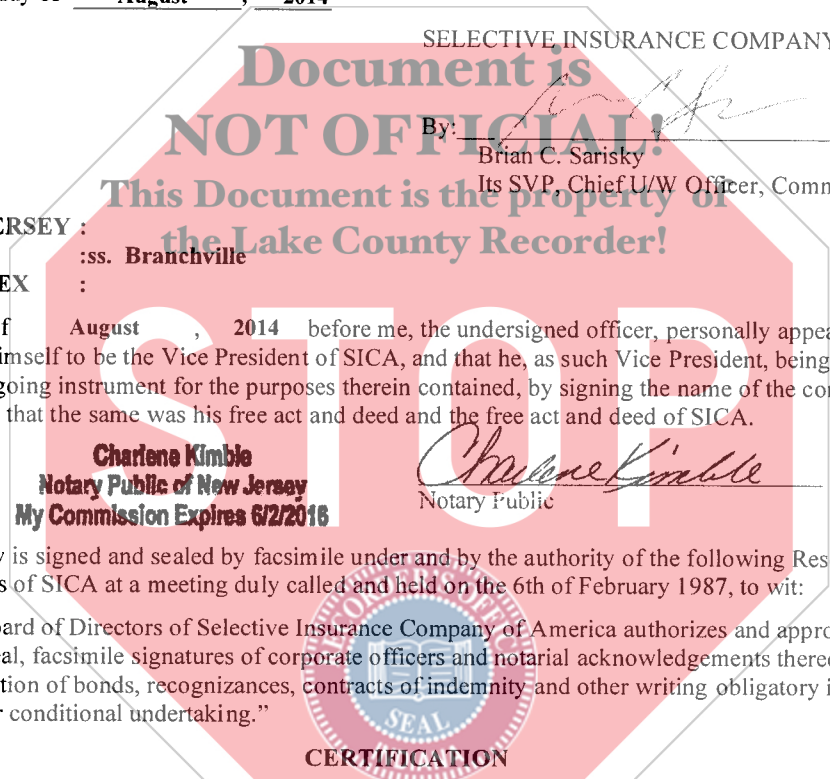 August , 2014
SELECTIVE INSURANCE COMPANY
Document is
NOT OFFICIAL!
By:
Brian C. Sarisky
Its SVP, Chief U/W Officer, Comm
This Document is the property of
the Lake County Recorder!
ERSEY :
:ss. Branchville
EX :
f August , 2014 before me, the undersigned officer, personally appea
imself to be the Vice President of SICA, and that he, as such Vice President, being
going instrument for the purposes therein contained, by signing the name of the cor
that the same was his free act and deed and the free act and deed of SICA.
STOP
Charlene Kimble
Notary Public of New Jersey
My Commission Expires 6/2/2016
Charlene Kimble
Notary Public
y is signed and sealed by facsimile under and by the authority of the following Res
s of SICA at a meeting duly called and held on the 6th of February 1987, to wit:
oard of Directors of Selective Insurance Company of America authorizes and appro
al, facsimile signatures of corporate officers and notarial acknowledgements there
tion of bonds, recognizances, contracts of indemnity and other writing obligatory i
r conditional undertaking.”
SEAL
CERTIFICATION